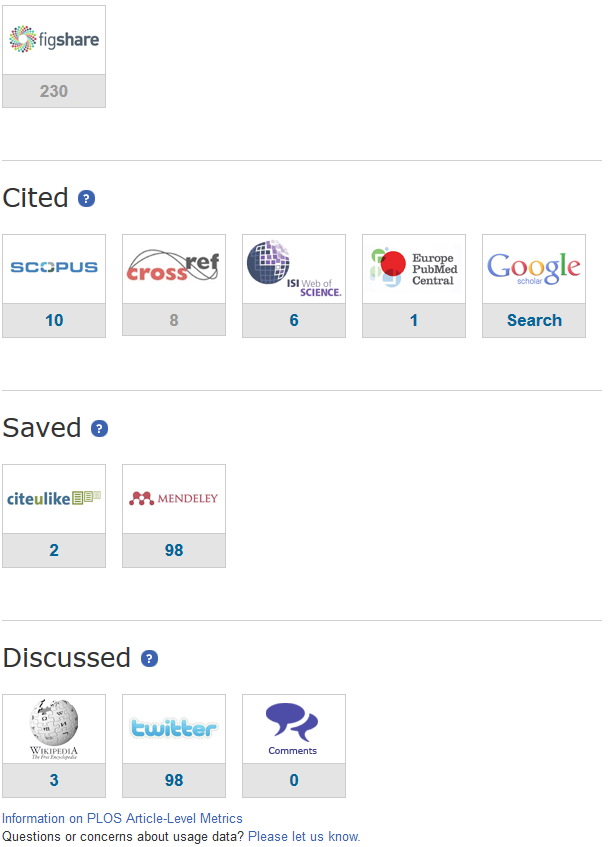 figshare
230
Cited ?
SCOPUS
crossref
ISI Web of
SCIENCE.
Europe
PubMed
Central
Google
scholar
10
8
6
1
Search
Saved ?
citeulike
MENDELEY
2
98
Discussed ?
WIKIPEDIA
The Free Encyclopedia
twitter
Comments
3
98
0
Information on PLOS Article-Level Metrics
Questions or concerns about usage data? Please let us know.